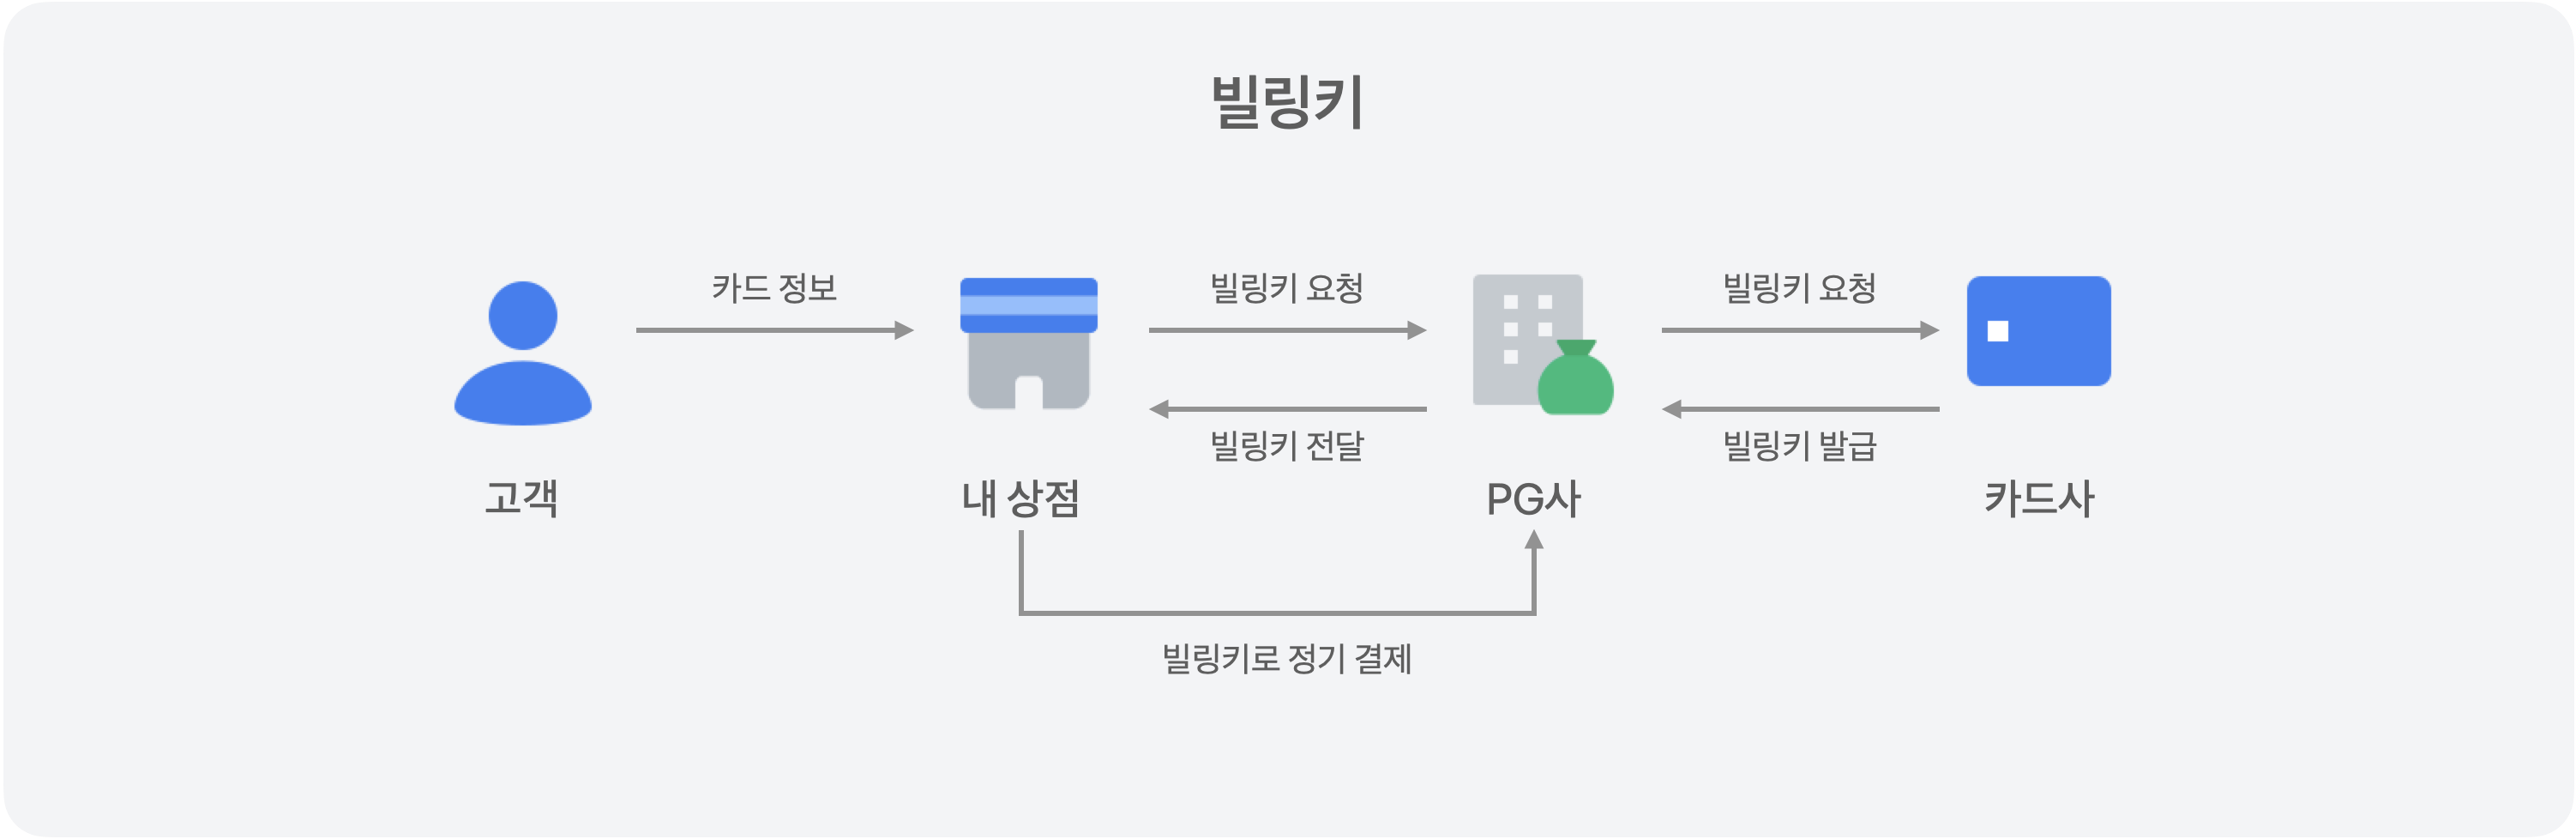 빌링키
카드 정보
빌링키 요청
빌링키 요청
빌링키 전달
빌링키 발급
고객
내 상점
PG사
카드사
빌링키로 정기 결제